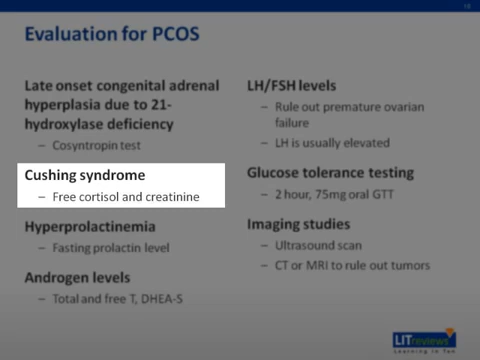 Evaluation for PCOS
Late onset congenital adrenal
hyperplasia due to 21-
hydroxylase deficiency
– Cosyntropin test
Cushing syndrome
– Free cortisol and creatinine
Hyperprolactinemia
– Fasting prolactin level
Androgen levels
– Total and free T, DHEA-S
LH/FSH levels
– Rule out premature ovarian
failure
– LH is usually elevated
Glucose tolerance testing
– 2 hour, 75mg oral GTT
Imaging studies
– Ultrasound scan
– CT or MRI to rule out tumors
LITreviews
Learning is fun